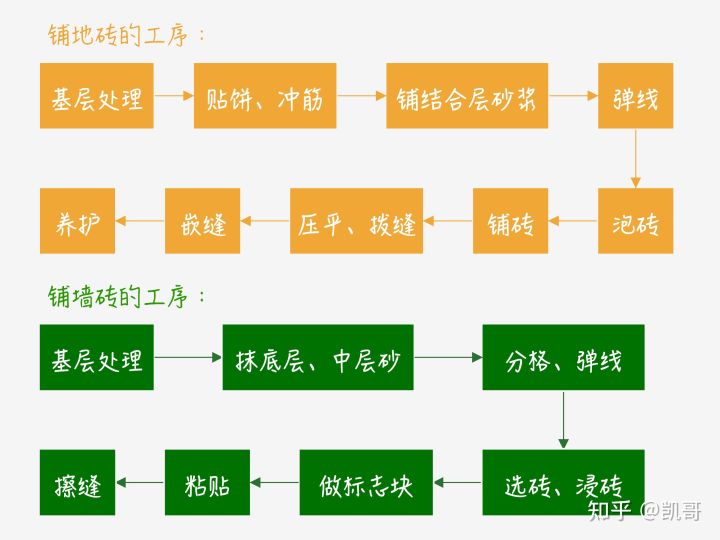 铺地砖的工序：
基层处理
贴饼、冲筋
铺结合层砂浆
弹线
泡砖
铺砖
压平、拨缝
嵌缝
养护
铺墙砖的工序：
基层处理
抹底层、中层砂
分格、弹线
选砖、浸砖
做标志块
粘贴
擦缝
知乎 @凯哥